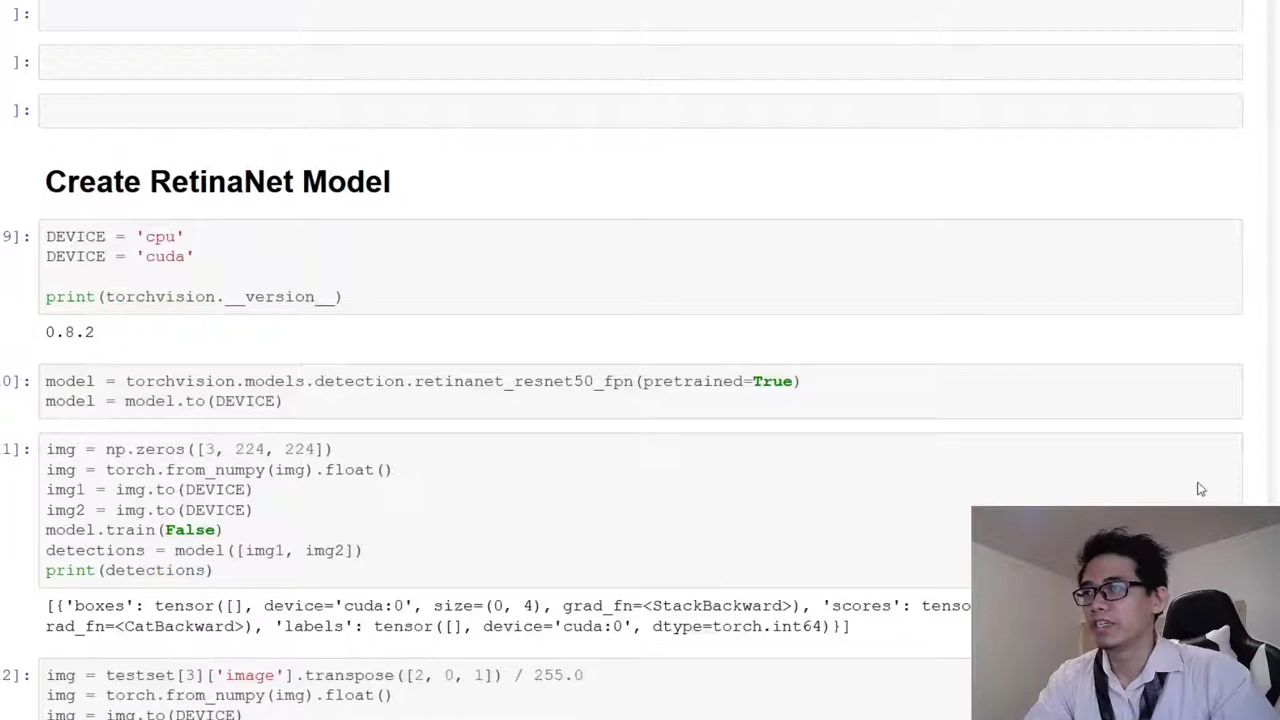 ]:
]:
]:
Create RetinaNet Model
9]:
DEVICE = 'cpu'
DEVICE = 'cuda'
print(torchvision.__version__)
0.8.2
0]:
model = torchvision.models.detection.retinanet_resnet50_fpn(pretrained=True)
model = model.to(DEVICE)
1]:
img = np.zeros([3, 224, 224])
img = torch.from_numpy(img).float()
img1 = img.to(DEVICE)
img2 = img.to(DEVICE)
model.train(False)
detections = model([img1, img2])
print(detections)
[{'boxes': tensor([], device='cuda:0', size=(0, 4), grad_fn=<StackBackward>), 'scores': tenso
rad_fn=<CatBackward>), 'labels': tensor([], device='cuda:0', dtype=torch.int64)}]
2]:
img = testset[3]['image'].transpose([2, 0, 1]) / 255.0
img = torch.from_numpy(img).float()
img = img.to(DEVICE)